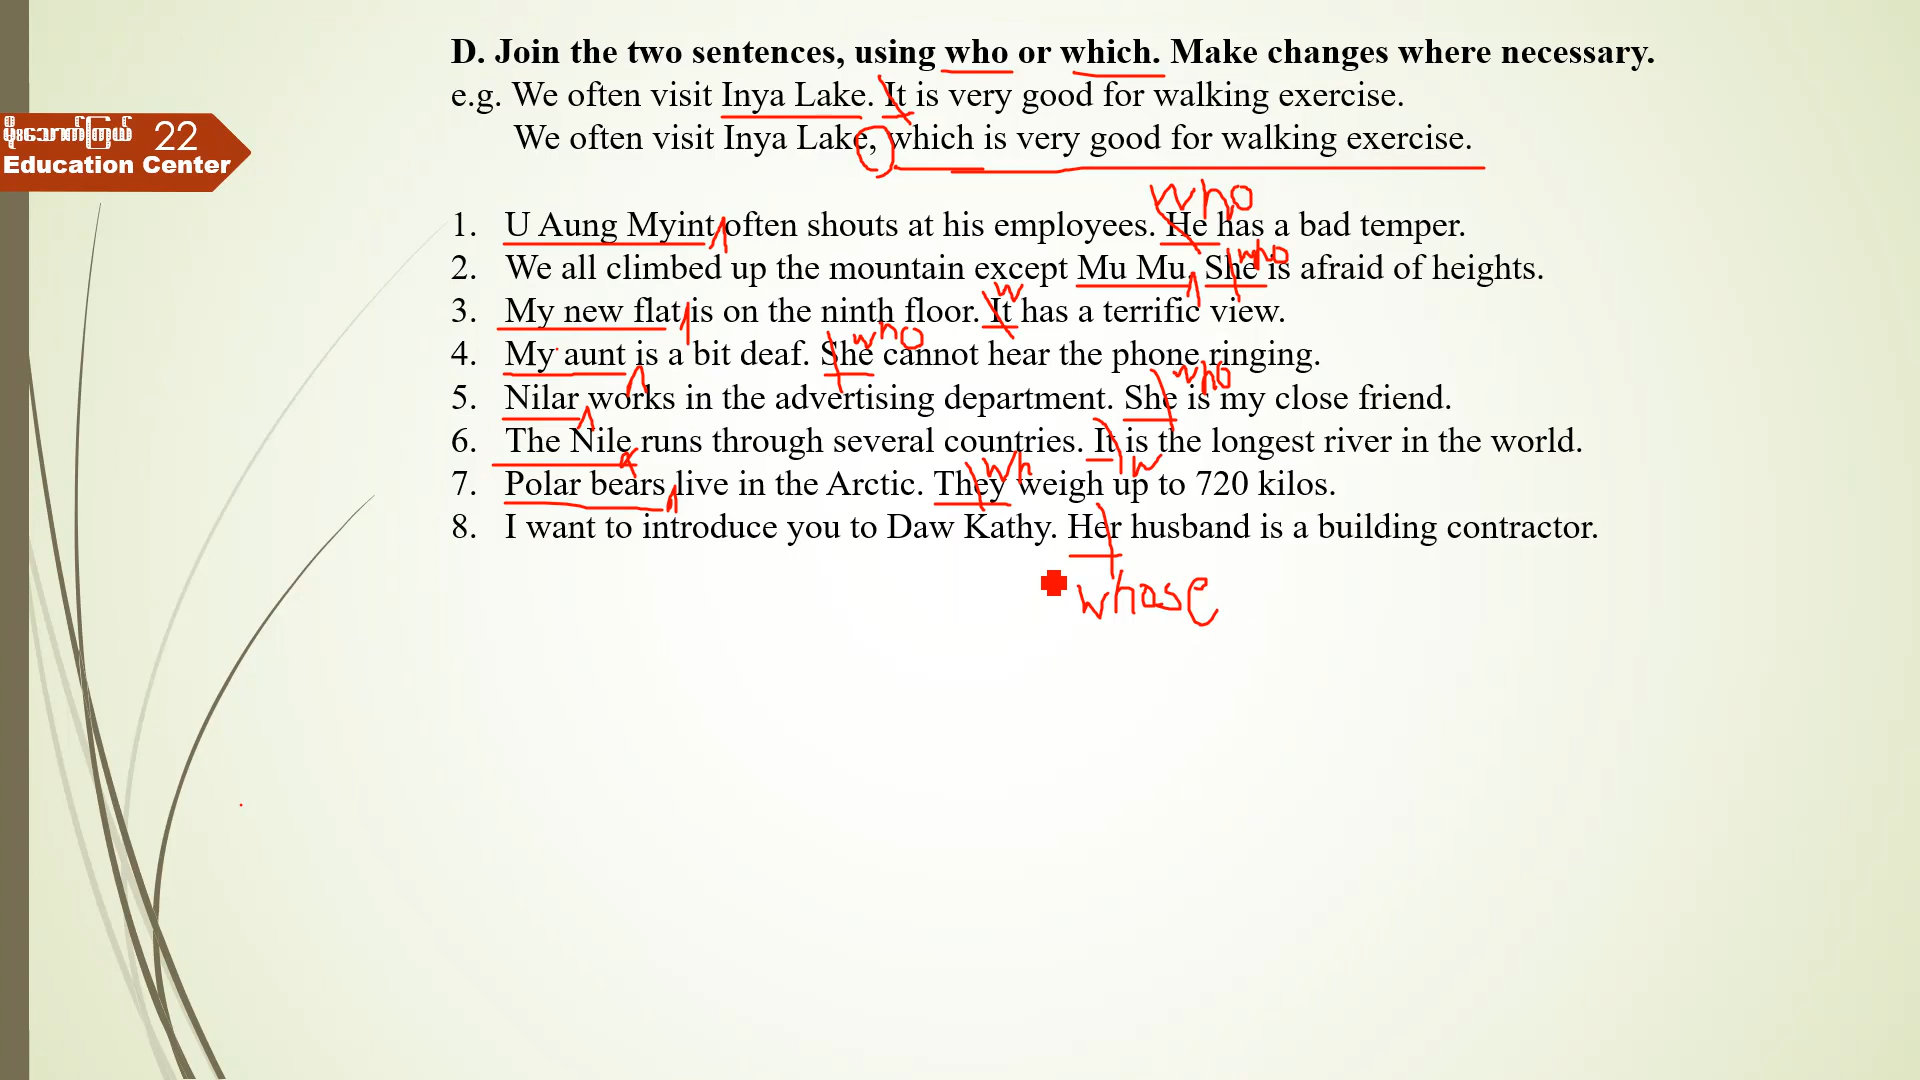 D. Join the two sentences, using who or which. Make changes where necessary.
e.g. We often visit Inya Lake. It is very good for walking exercise.
We often visit Inya Lake, which is very good for walking exercise.
22
Education Center
who
1. U Aung Myint often shouts at his employees. He has a bad temper.
who
2. We all climbed up the mountain except Mu Mu. She is afraid of heights.
w
3. My new flat is on the ninth floor. It has a terrific view.
who
4. My aunt is a bit deaf. She cannot hear the phone ringing.
who
5. Nilar works in the advertising department. She is my close friend.
6. The Nile runs through several countries. It is the longest river in the world.
wh w
7. Polar bears live in the Arctic. They weigh up to 720 kilos.
8. I want to introduce you to Daw Kathy. Her husband is a building contractor.
whose